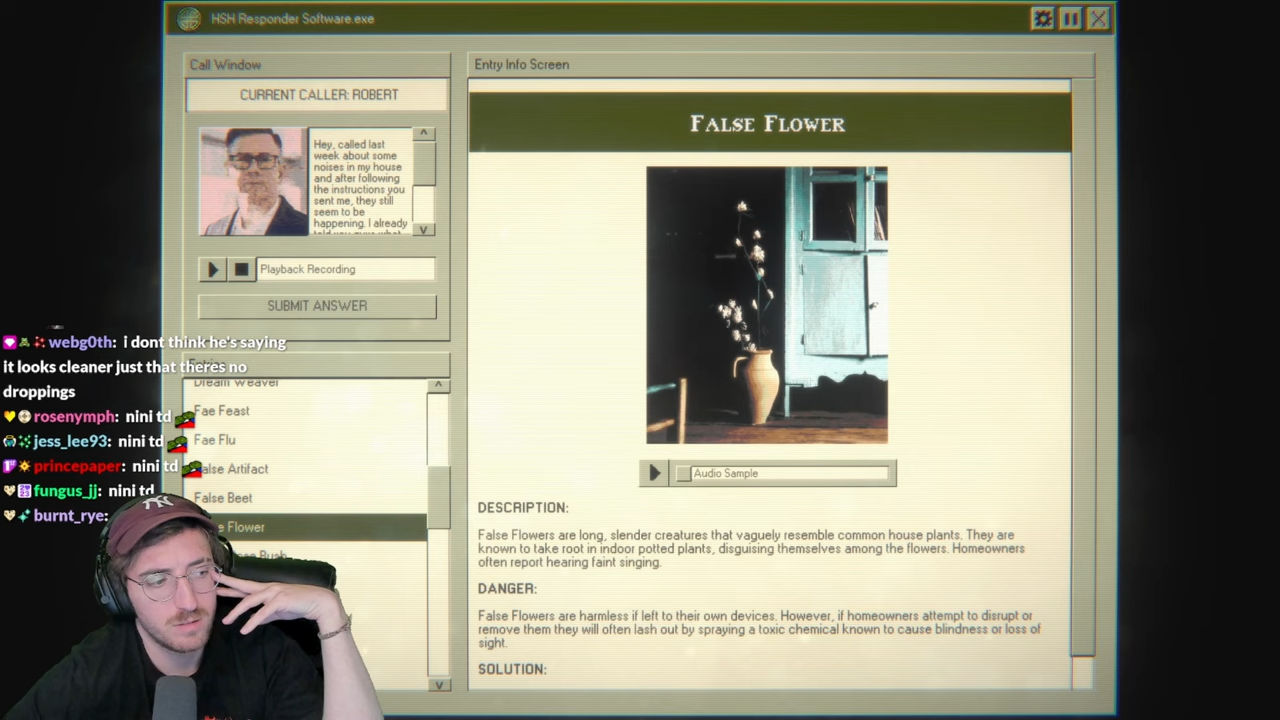 HSH Responder Software.exe
Call Window
CURRENT CALLER: ROBERT
Hey, called last
week about some
noises in my house
and after following
the instructions you
sent me, they still
seem to be
happening. I already
Playback Recording
SUBMIT ANSWER
Entries
Dream Weaver
Fae Feast
Fae Flu
False Artifact
False Beet
Flower
Bush
webg0th: i dont think he's saying
it looks cleaner just that theres no
droppings
rosenymph: nini td
jess_lee93: nini td
princepaper: nini td
fungus_jj: nini td
burnt_rye:
Entry Info Screen
FALSE FLOWER
Audio Sample
DESCRIPTION:
False Flowers are long, slender creatures that vaguely resemble common house plants. They are
known to take root in indoor potted plants, disguising themselves among the flowers. Homeowners
often report hearing faint singing.
DANGER:
False Flowers are harmless if left to their own devices. However, if homeowners attempt to disrupt or
remove them they will often lash out by spraying a toxic chemical known to cause blindness or loss of
sight.
SOLUTION: